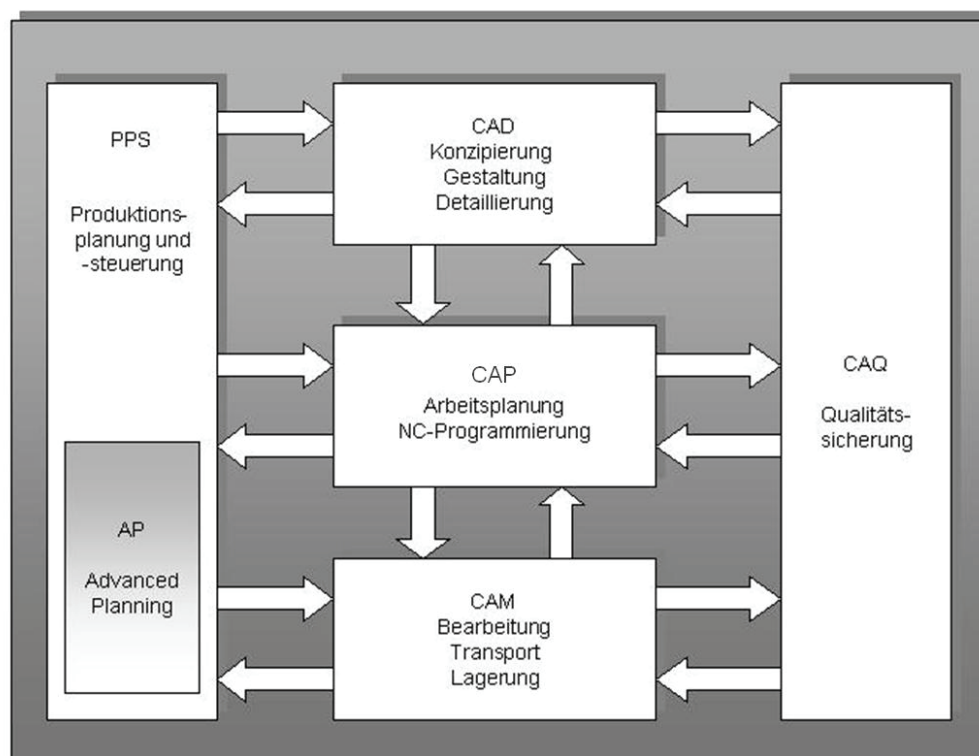 PPS
Produktions-
planung und
-steuerung
AP
Advanced
Planning
CAD
Konzipierung
Gestaltung
Detaillierung
CAP
Arbeitsplanung
NC-Programmierung
CAM
Bearbeitung
Transport
Lagerung
CAQ
Qualitäts-
sicherung